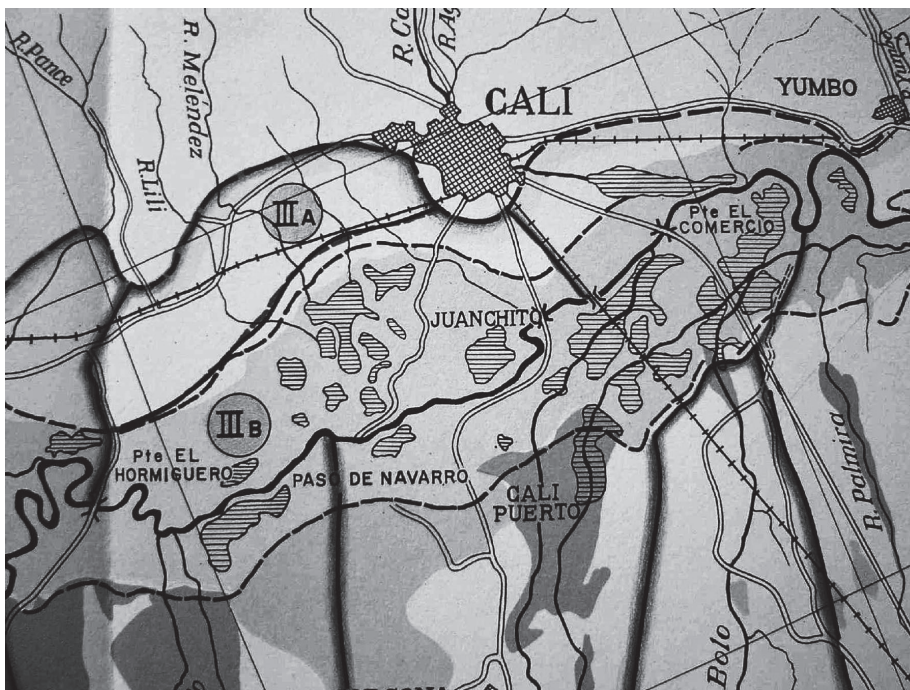 R. Pance
R. Meléndez
R. Lili
CALI
YUMBO
III A
Pte EL
COMERCIO
JUANCHITO
III B
Pte EL
HORMIGUERO
PASO DE NAVARRO
CALI
PUERTO
R. Palmira
Bolo